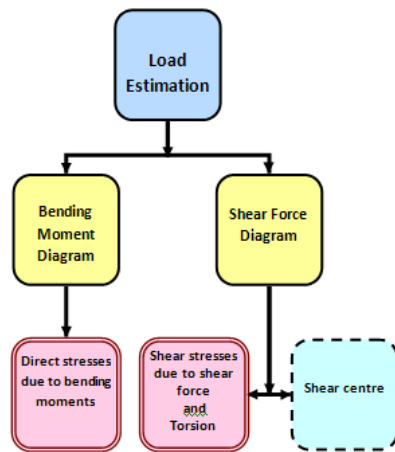 Load
Estimation
Bending
Moment
Diagram
Shear Force
Diagram
Direct stresses
due to bending
moments
Shear stresses
due to shear
force
and
Torsion
Shear centre